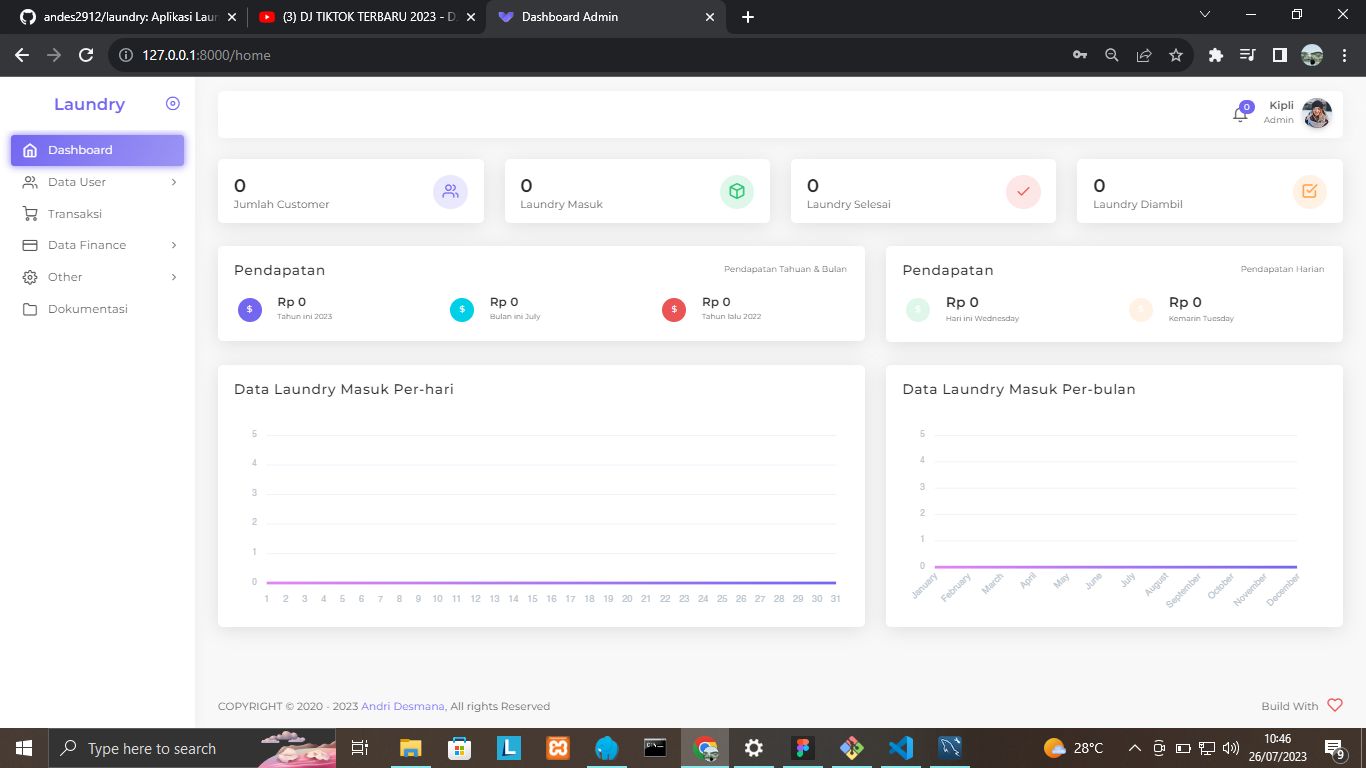 andes2912/laundry: Aplikasi Laun
(3) DJ TIKTOK TERBARU 2023 - D
Dashboard Admin
127.0.0.1:8000/home
Laundry
Dashboard
Data User
Transaksi
Data Finance
Other
Dokumentasi
0
Kipli
Admin
0
Jumlah Customer
0
Laundry Masuk
0
Laundry Selesai
0
Laundry Diambil
Pendapatan
Pendapatan Tahuan & Bulan
$
Rp 0
Tahun ini 2023
$
Rp 0
Bulan ini July
$
Rp 0
Tahun lalu 2022
Pendapatan
Pendapatan Harian
$
Rp 0
Hari ini Wednesday
$
Rp 0
Kemarin Tuesday
Data Laundry Masuk Per-hari
5
4
3
2
1
0
1 2 3 4 5 6 7 8 9 10 11 12 13 14 15 16 17 18 19 20 21 22 23 24 25 26 27 28 29 30 31
Data Laundry Masuk Per-bulan
5
4
3
2
1
0
January February March April May June July August September October November December
COPYRIGHT © 2020 - 2023 Andri Desmana, All rights Reserved
Build With
Type here to search
L
28°C
10:46
26/07/2023
9